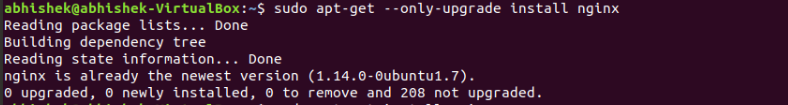 abhishek@abhishek-VirtualBox:~$ sudo apt-get --only-upgrade install nginx
Reading package lists... Done
Building dependency tree
Reading state information... Done
nginx is already the newest version (1.14.0-0ubuntu1.7).
0 upgraded, 0 newly installed, 0 to remove and 208 not upgraded.